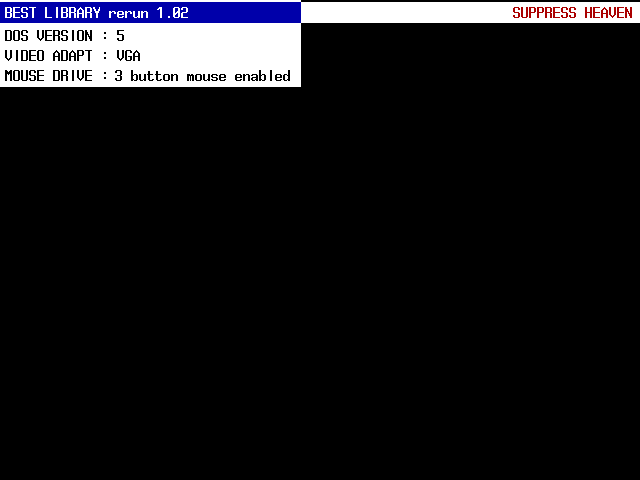 BEST LIBRARY rerun 1.02
SUPPRESS HEAVEN
DOS VERSION : 5
VIDEO ADAPT : VGA
MOUSE DRIVE : 3 button mouse enabled